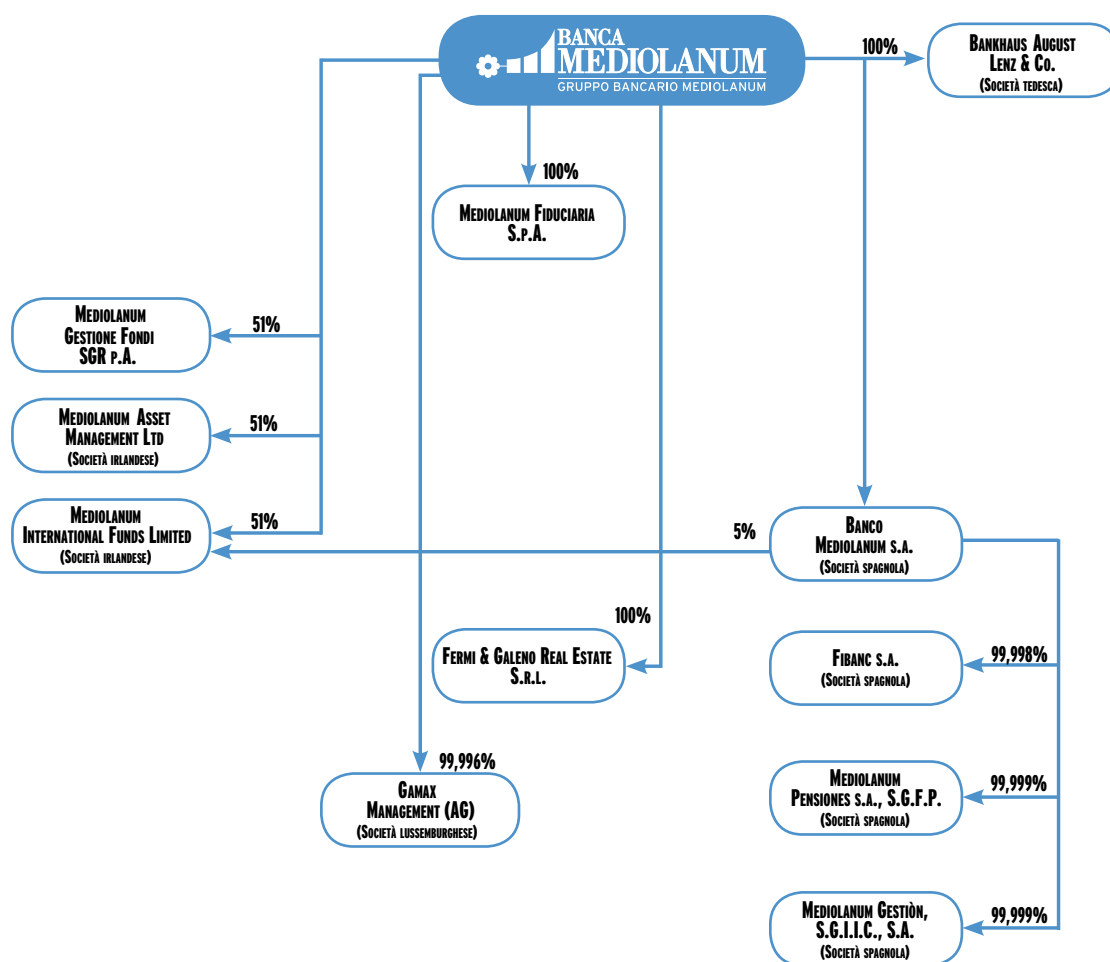 BANCA
MEDIOLANUM
GRUPPO BANCARIO MEDIOLANUM
100%
BANKHAUS AUGUST
LENZ & CO.
(SOCIETÀ TEDESCA)
100%
MEDIOLANUM FIDUCIARIA
S.P.A.
MEDIOLANUM
GESTIONE FONDI
SGR P.A.
51%
MEDIOLANUM ASSET
MANAGEMENT LTD
(SOCIETÀ IRLANDESE)
51%
MEDIOLANUM
INTERNATIONAL FUNDS LIMITED
(SOCIETÀ IRLANDESE)
51%
5%
BANCO
MEDIOLANUM S.A.
(SOCIETÀ SPAGNOLA)
100%
FERMI & GALENO REAL ESTATE
S.R.L.
FIBANC S.A.
(SOCIETÀ SPAGNOLA)
99,998%
99,996%
GAMAX
MANAGEMENT (AG)
(SOCIETÀ LUSSEMBURGHESE)
MEDIOLANUM
PENSIONES S.A., S.G.F.P.
(SOCIETÀ SPAGNOLA)
99,999%
MEDIOLANUM GESTIÒN,
S.G.I.I.C., S.A.
(SOCIETÀ SPAGNOLA)
99,999%